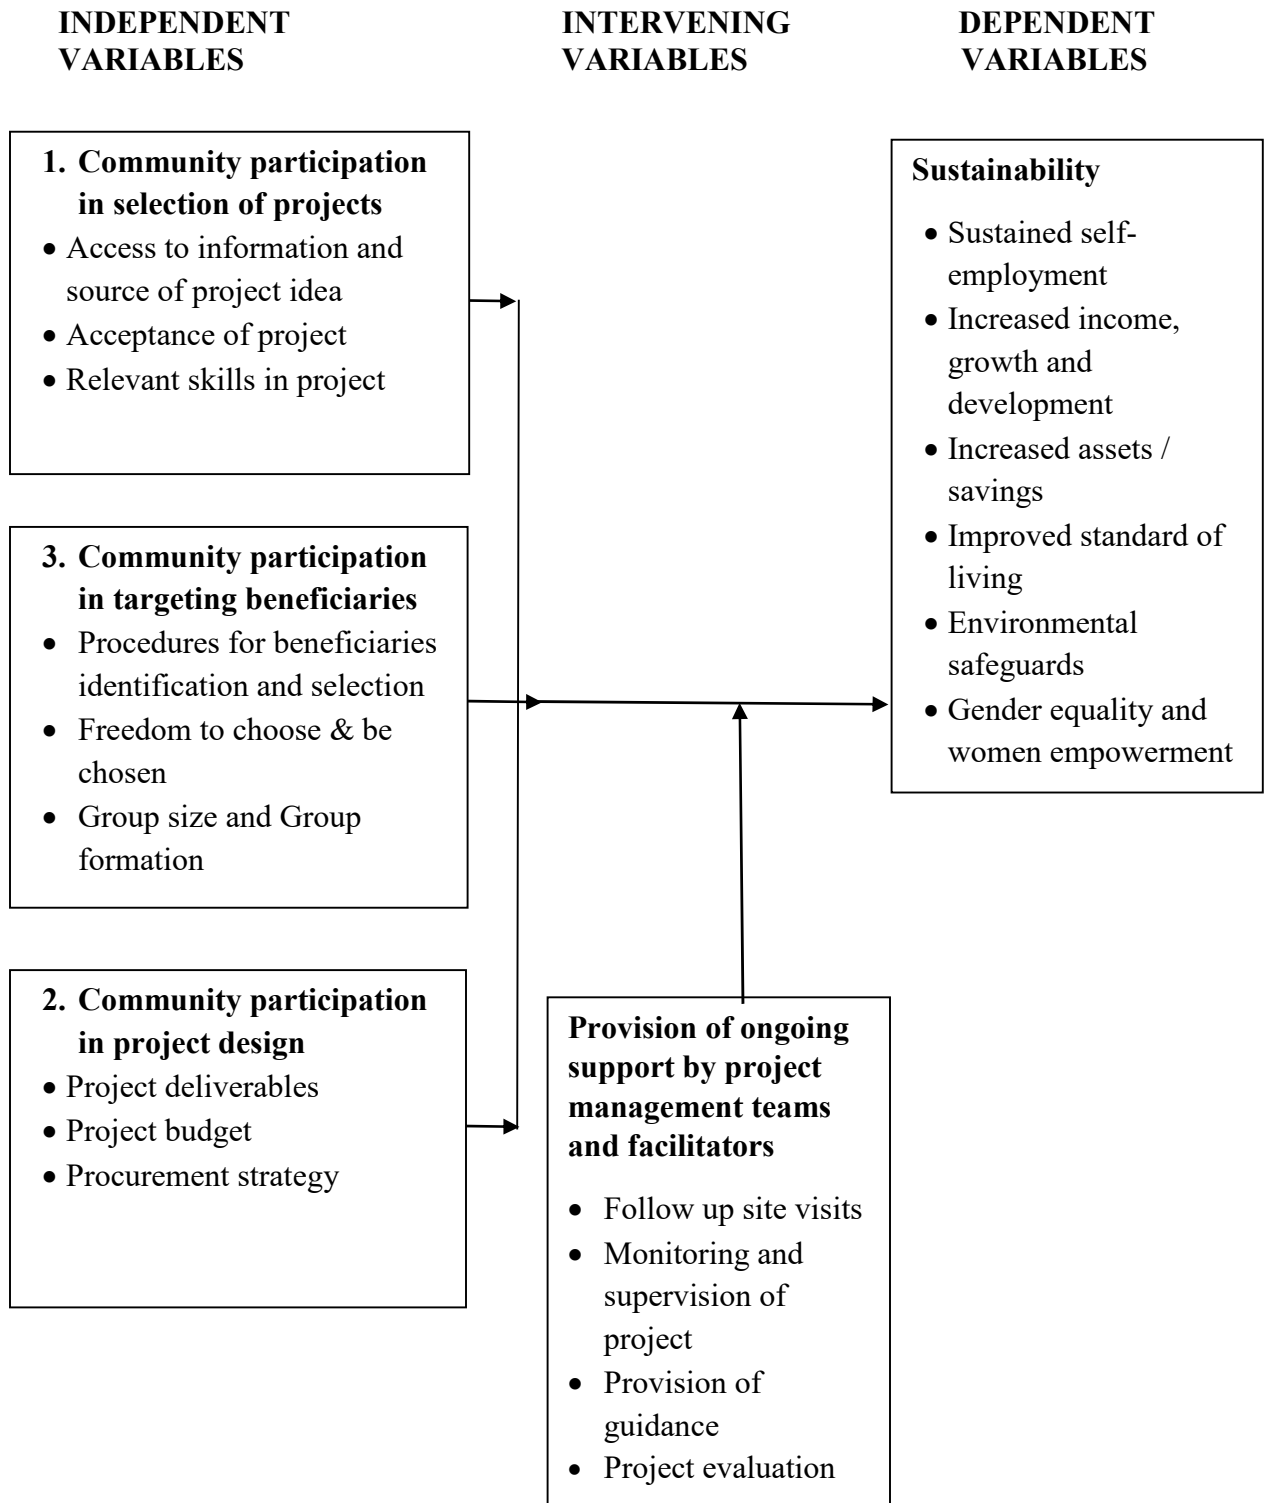 INDEPENDENT
VARIABLES
INTERVENING
VARIABLES
DEPENDENT
VARIABLES
1. Community participation
in selection of projects
• Access to information and
source of project idea
• Acceptance of project
• Relevant skills in project
3. Community participation
in targeting beneficiaries
• Procedures for beneficiaries
identification and selection
• Freedom to choose & be
chosen
• Group size and Group
formation
2. Community participation
in project design
• Project deliverables
• Project budget
• Procurement strategy
Provision of ongoing
support by project
management teams
and facilitators
• Follow up site visits
• Monitoring and
supervision of
project
• Provision of
guidance
• Project evaluation
Sustainability
• Sustained self-
employment
• Increased income,
growth and
development
• Increased assets /
savings
• Improved standard of
living
• Environmental
safeguards
• Gender equality and
women empowerment